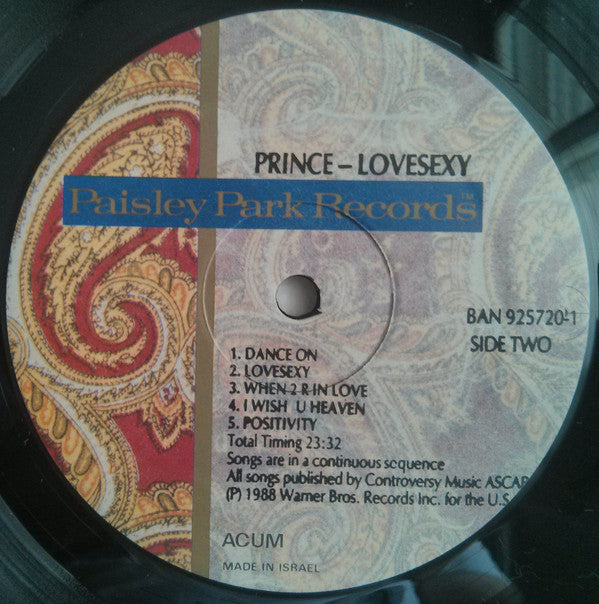 PRINCE – LOVESEXY
Paisley Park Records™
BAN 925720-1
SIDE TWO
1. DANCE ON
2. LOVESEXY
3. WHEN 2 R IN LOVE
4. I WISH U HEAVEN
5. POSITIVITY
Total Timing 23:32
Songs are in a continuous sequence
All songs published by Controversy Music ASCAP
(P) 1988 Warner Bros. Records Inc. for the U.S.
ACUM
MADE IN ISRAEL